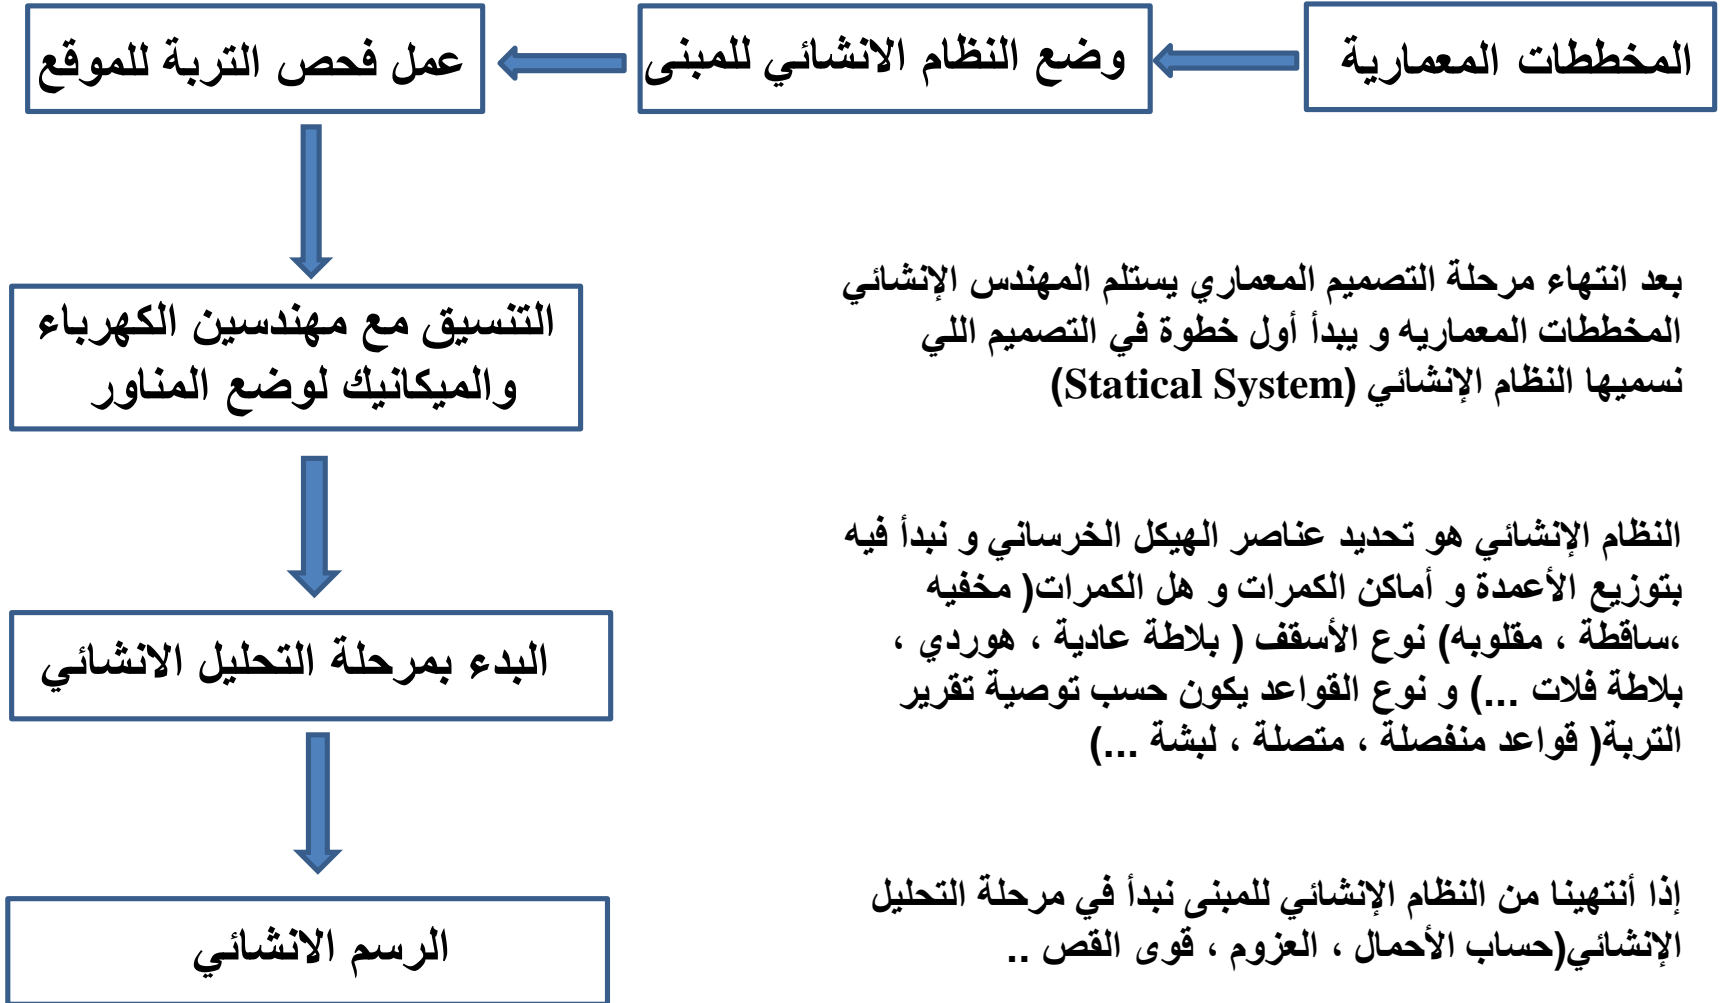 المخططات المعمارية
وضع النظام الانشائي للمبنى
عمل فحص التربة للموقع
التنسيق مع مهندسين الكهرباء
والميكانيك لوضع المناور
البدء بمرحلة التحليل الانشائي
الرسم الانشائي
بعد انتهاء مرحلة التصميم المعماري يستلم المهندس الإنشائي
المخططات المعماريه و يبدأ أول خطوة في التصميم اللي
نسميها النظام الإنشائي (Statical System)
النظام الإنشائي هو تحديد عناصر الهيكل الخرساني و نبدأ فيه
بتوزيع الأعمدة و أماكن الكمرات و هل الكمرات( مخفيه
،ساقطة ، مقلوبه) نوع الأسقف ( بلاطة عادية ، هوردي ،
بلاطة فلات ...) و نوع القواعد يكون حسب توصية تقرير
التربة( قواعد منفصلة ، متصلة ، لبشة ...)
إذا أنتهينا من النظام الإنشائي للمبنى نبدأ في مرحلة التحليل
الإنشائي(حساب الأحمال ، العزوم ، قوى القص ..